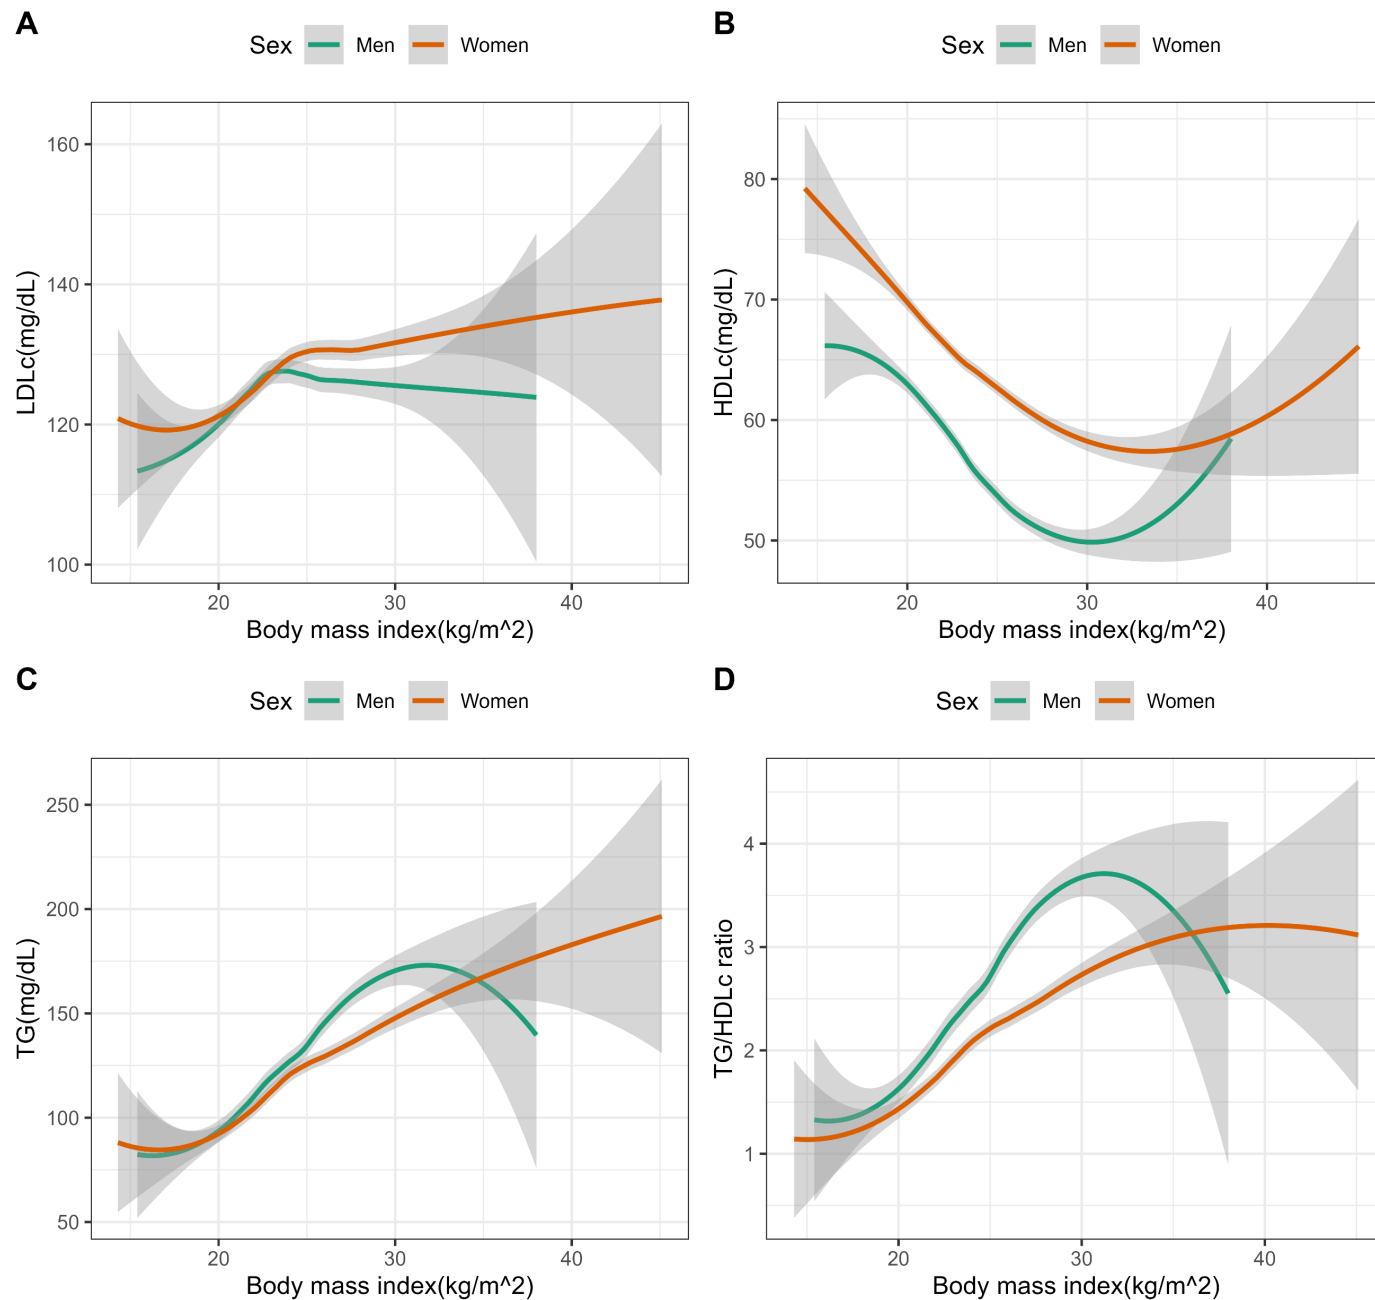 A
Sex Men Women
160
140
120
100
LDLc(mg/dL)
20 30 40
Body mass index(kg/m^2)
B
Sex Men Women
80
70
60
50
HDLc(mg/dL)
20 30 40
Body mass index(kg/m^2)
C
Sex Men Women
250
200
150
100
50
TG(mg/dL)
20 30 40
Body mass index(kg/m^2)
D
Sex Men Women
4
3
2
1
TG/HDLc ratio
20 30 40
Body mass index(kg/m^2)